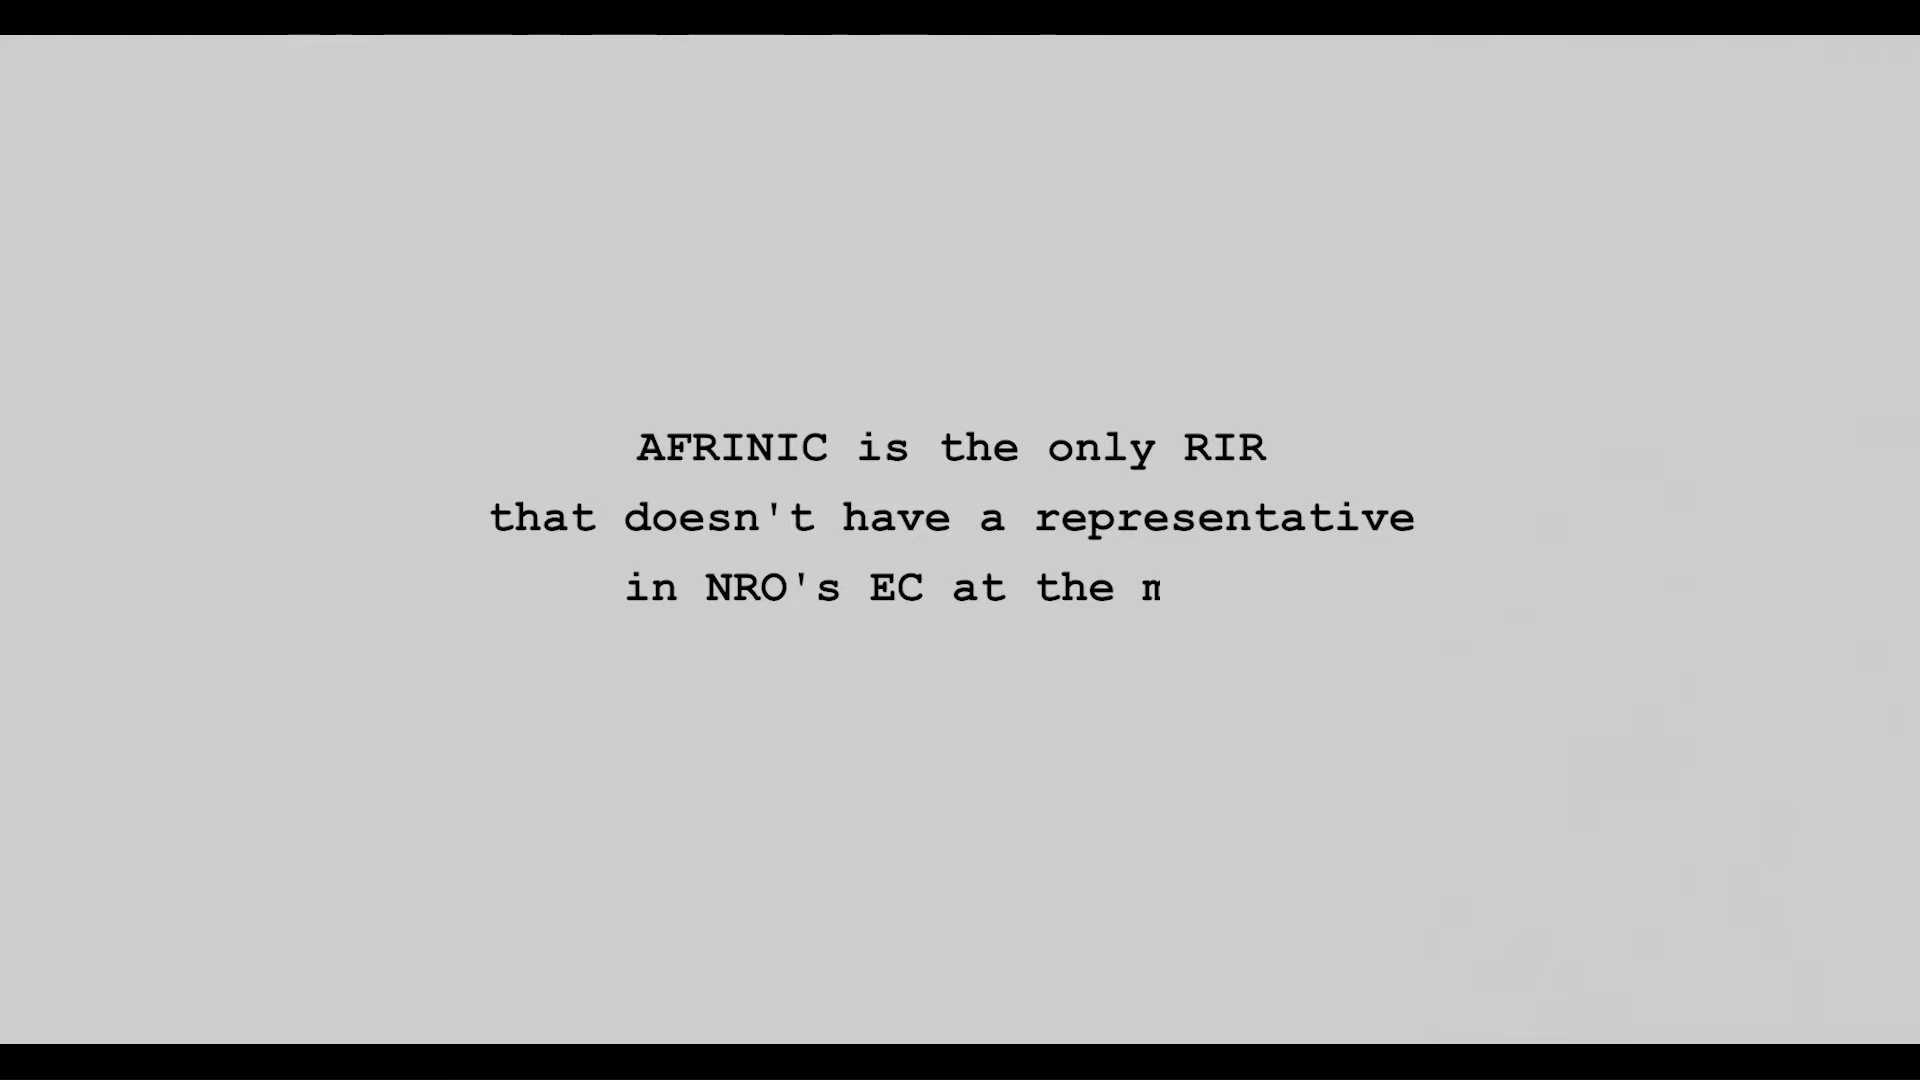 AFRINIC is the only RIR
that doesn't have a representative
in NRO's EC at the m